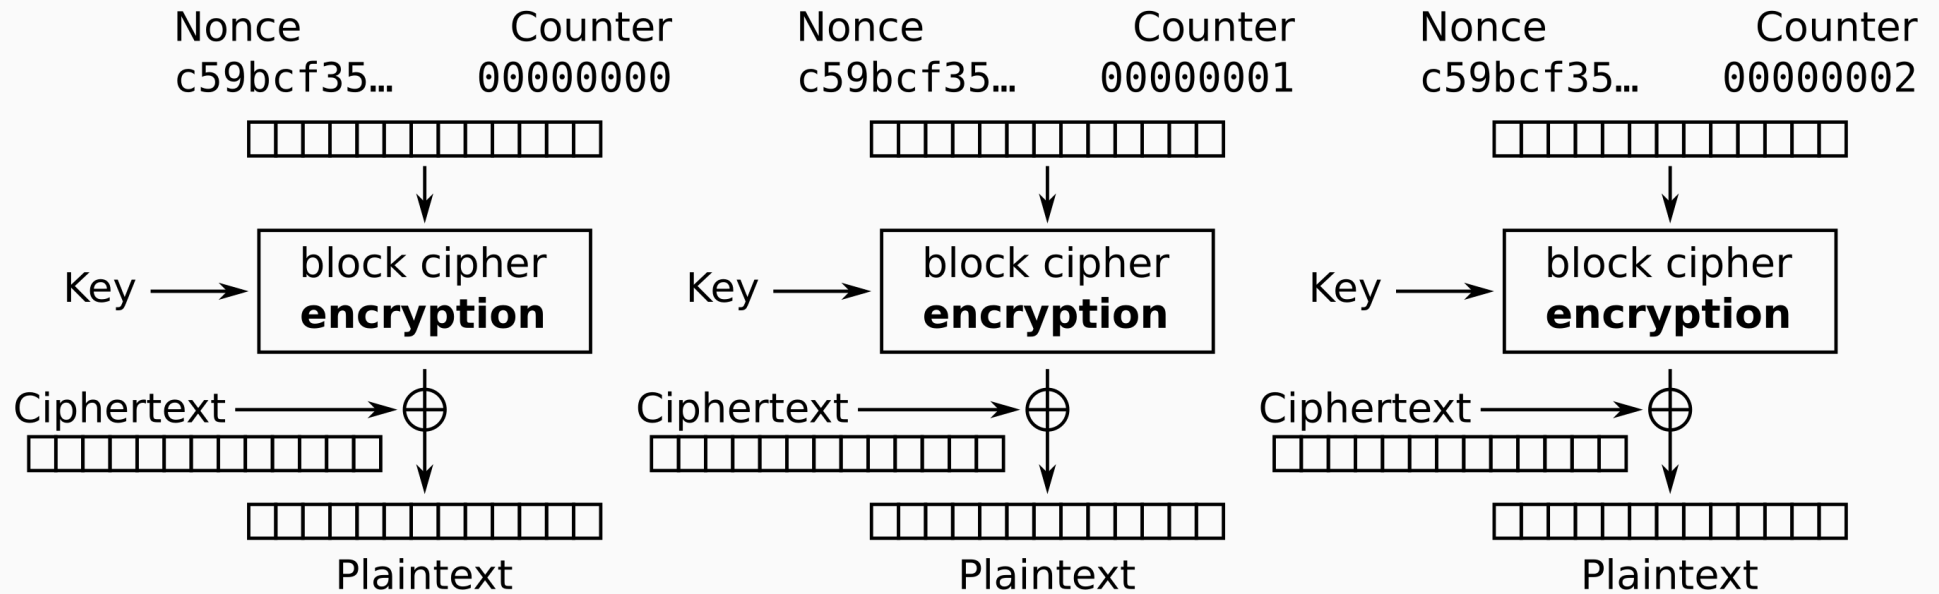 Nonce Counter Nonce Counter Nonce Counter
c59bcf35… 00000000 c59bcf35… 00000001 c59bcf35… 00000002
block cipher block cipher block cipher
Key Key Key
encryption encryption encryption
Ciphertext Ciphertext Ciphertext
Plaintext Plaintext Plaintext